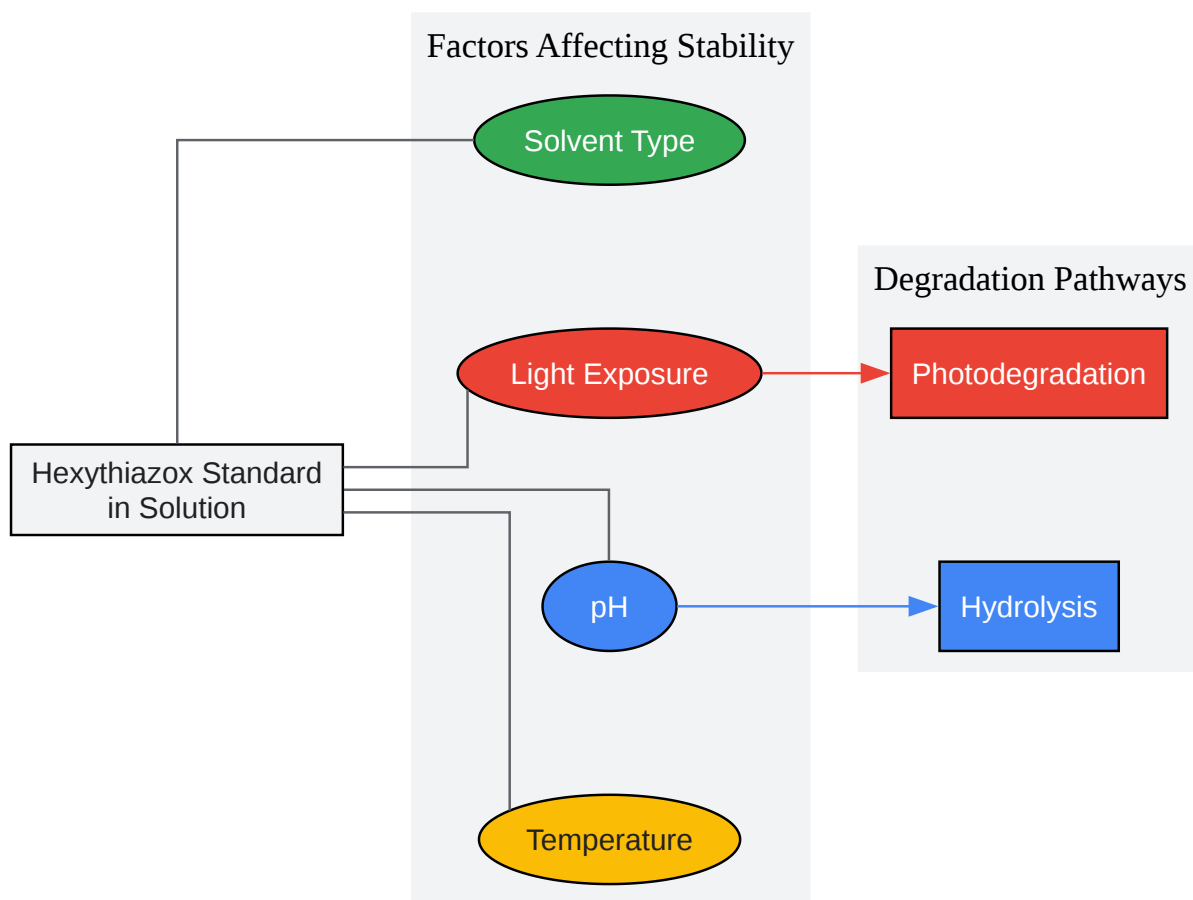 Factors Affecting Stability
Solvent Type
Degradation Pathways
Light Exposure
Photodegradation
Hexythiazox Standard
in Solution
pH
Hydrolysis
Temperature